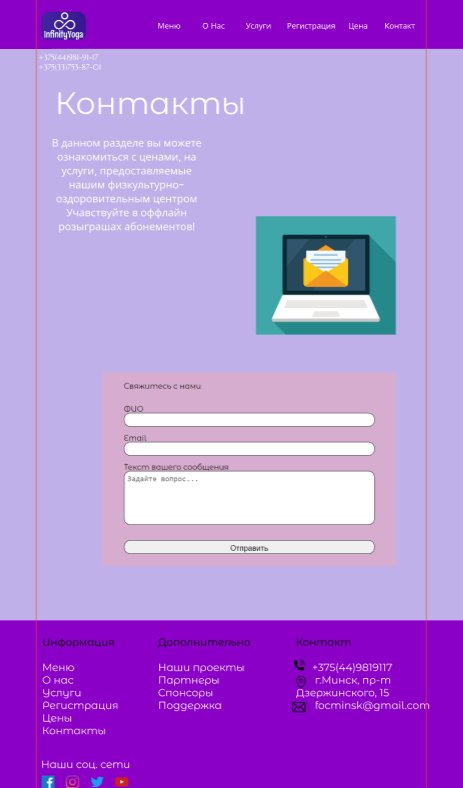 InfinityYoga
Меню О Нас Услуги Регистрация Цена Контакт
+375(44)981-91-17
+375(33)755-87-01
Контакты
В данном разделе вы можете
ознакомиться с ценами, на
услуги, предоставляемые
нашим физкультурно-
оздоровительным центром
Учавствуйте в оффлайн
розыграшах абонементов!
Свяжитесь с нами
ФИО
Email
Текст вашего сообщения
Задайте вопрос...
Отправить
Информация
Меню
О нас
Услуги
Регистрация
Цены
Контакты
Дополнительно
Наши проекты
Партнеры
Спонсоры
Поддержка
Контакт
+375(44)9819117
г.Минск, пр-т
Дзержинского, 15
focminsk@gmail.com
Наши соц. сети